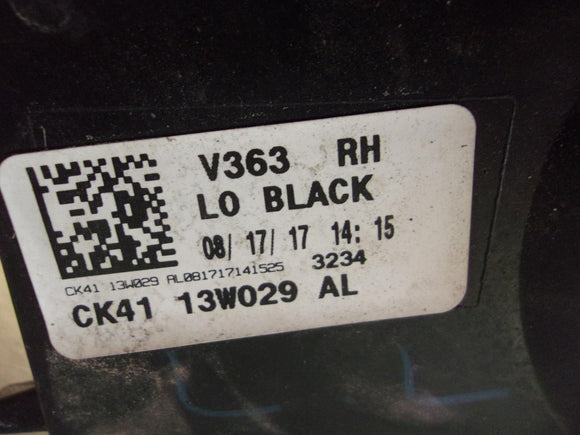 V363 RH
LO BLACK
08/ 17/ 17 14: 15
3234
CK41 13W029 AL081717141525
CK41 13W029 AL